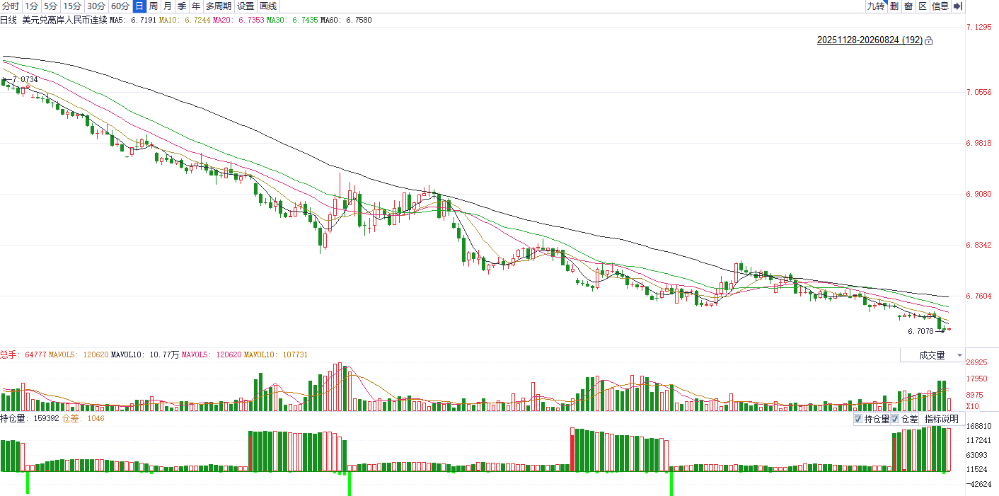 分时 1分 5分 15分 30分 60分 日 周 月 季 年 多周期 设置 画线 九转 删 窗 区 信息
日线 美元兑离岸人民币连续 MA5: 6.7191 MA10: 6.7244 MA20: 6.7353 MA30: 6.7435 MA60: 6.7580
7.1295
20251128-20260824 (192)
7.0734
7.0556
6.9818
6.9080
6.8342
6.7604
6.7078
总手: 64777 MAVOL5: 120620 MAVOL10: 10.77万 MAVOL5: 120620 MAVOL10: 107731
成交量
26925
17950
8975
X10
持仓量: 159392 仓差: 1046
持仓量 仓差 指标说明
168810
117241
63093
11524
-42624